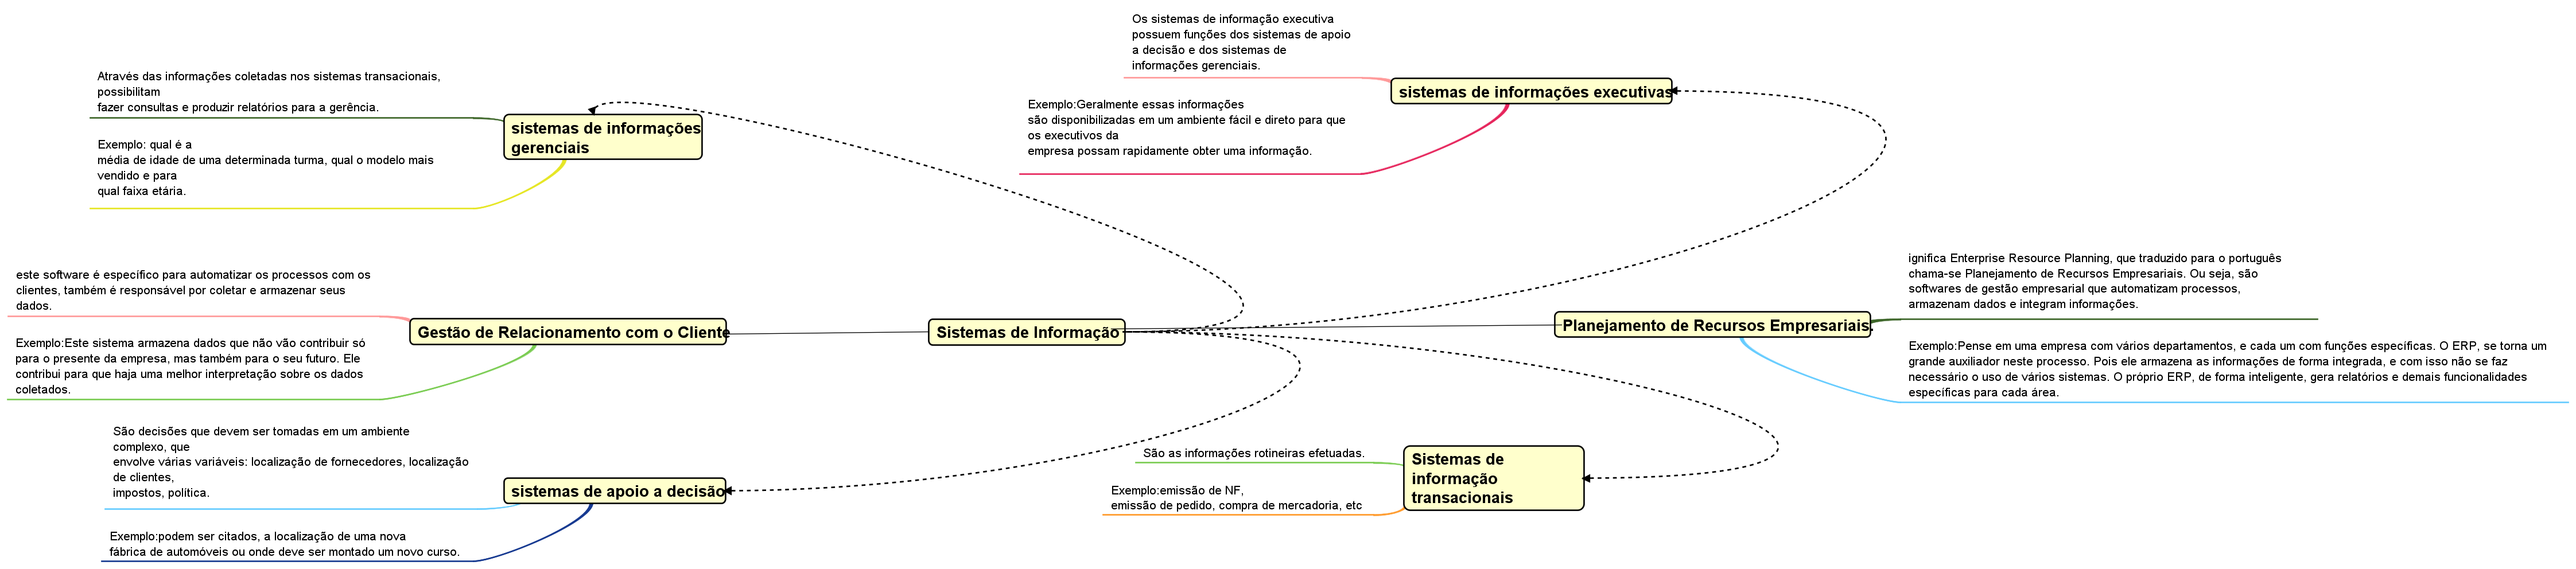 Os sistemas de informação executiva
possuem funções dos sistemas de apoio
a decisão e dos sistemas de
informações gerenciais.
sistemas de informações executivas
Exemplo:Geralmente essas informações
são disponibilizadas em um ambiente fácil e direto para que
os executivos da
empresa possam rapidamente obter uma informação.
Através das informações coletadas nos sistemas transacionais,
possibilitam
fazer consultas e produzir relatórios para a gerência.
sistemas de informações
gerenciais
Exemplo: qual é a
média de idade de uma determinada turma, qual o modelo mais
vendido e para
qual faixa etária.
este software é específico para automatizar os processos com os
clientes, também é responsável por coletar e armazenar seus
dados.
Gestão de Relacionamento com o Cliente
Exemplo:Este sistema armazena dados que não vão contribuir só
para o presente da empresa, mas também para o seu futuro. Ele
contribui para que haja uma melhor interpretação sobre os dados
coletados.
Sistemas de Informação
ignifica Enterprise Resource Planning, que traduzido para o português
chama-se Planejamento de Recursos Empresariais. Ou seja, são
softwares de gestão empresarial que automatizam processos,
armazenam dados e integram informações.
Planejamento de Recursos Empresariais.
Exemplo:Pense em uma empresa com vários departamentos, e cada um com funções específicas. O ERP, se torna um
grande auxiliador neste processo. Pois ele armazena as informações de forma integrada, e com isso não se faz
necessário o uso de vários sistemas. O próprio ERP, de forma inteligente, gera relatórios e demais funcionalidades
específicas para cada área.
São decisões que devem ser tomadas em um ambiente
complexo, que
envolve várias variáveis: localização de fornecedores, localização
de clientes,
impostos, política.
sistemas de apoio a decisão
Exemplo:podem ser citados, a localização de uma nova
fábrica de automóveis ou onde deve ser montado um novo curso.
São as informações rotineiras efetuadas.
Sistemas de
informação
transacionais
Exemplo:emissão de NF,
emissão de pedido, compra de mercadoria, etc